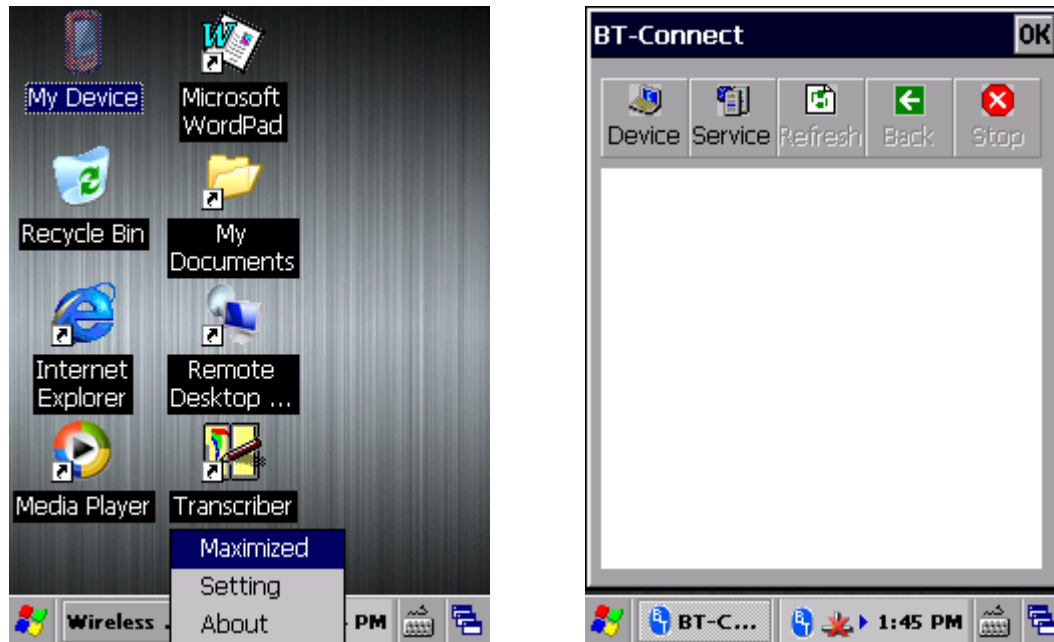 My Device
Microsoft
WordPad
Recycle Bin
My
Documents
Internet
Explorer
Remote
Desktop ...
Media Player
Transcriber
Maximized
Setting
About
Wireless .
PM
BT-Connect
OK
Device
Service
Refresh
Back
Stop
BT-C...
1:45 PM